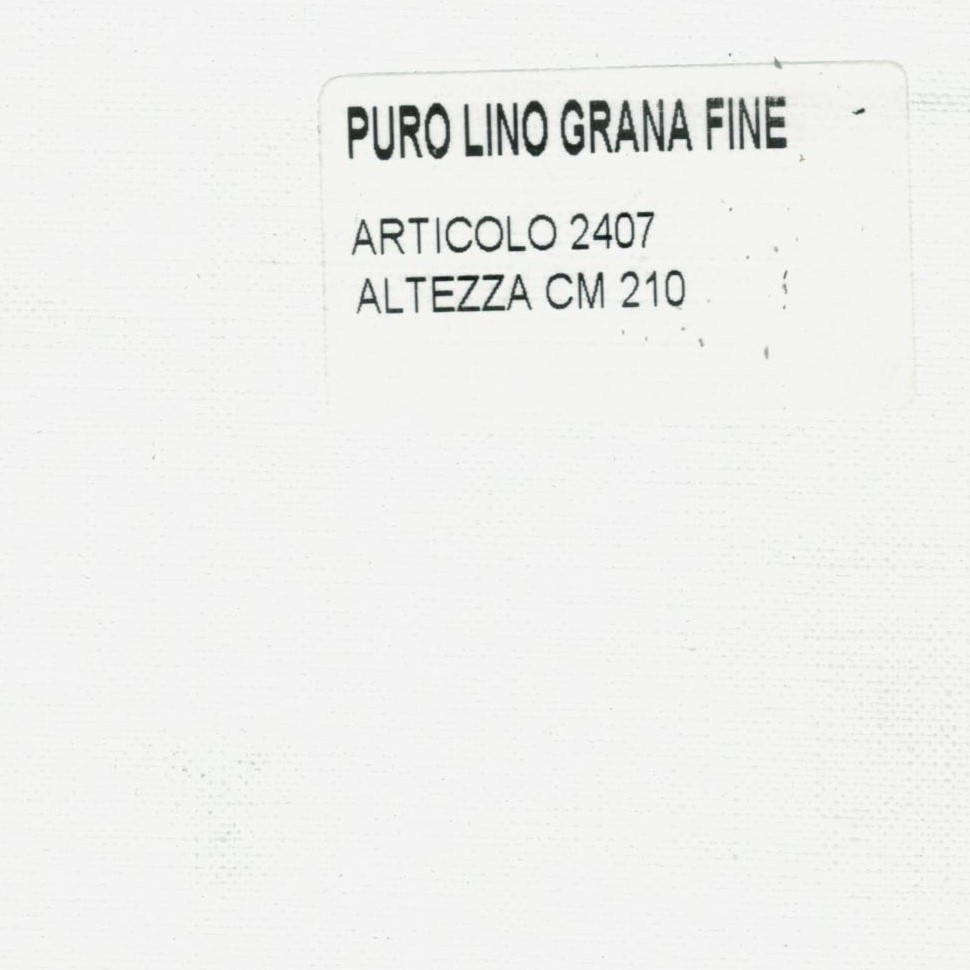 PURO LINO GRANA FINE
ARTICOLO 2407
ALTEZZA CM 210